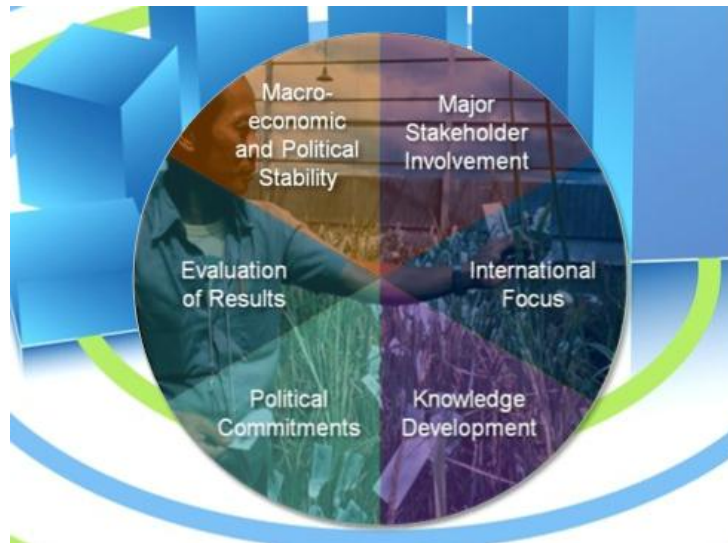 Macro-
economic
and Political
Stability
Major
Stakeholder
Involvement
Evaluation
of Results
International
Focus
Political
Commitments
Knowledge
Development